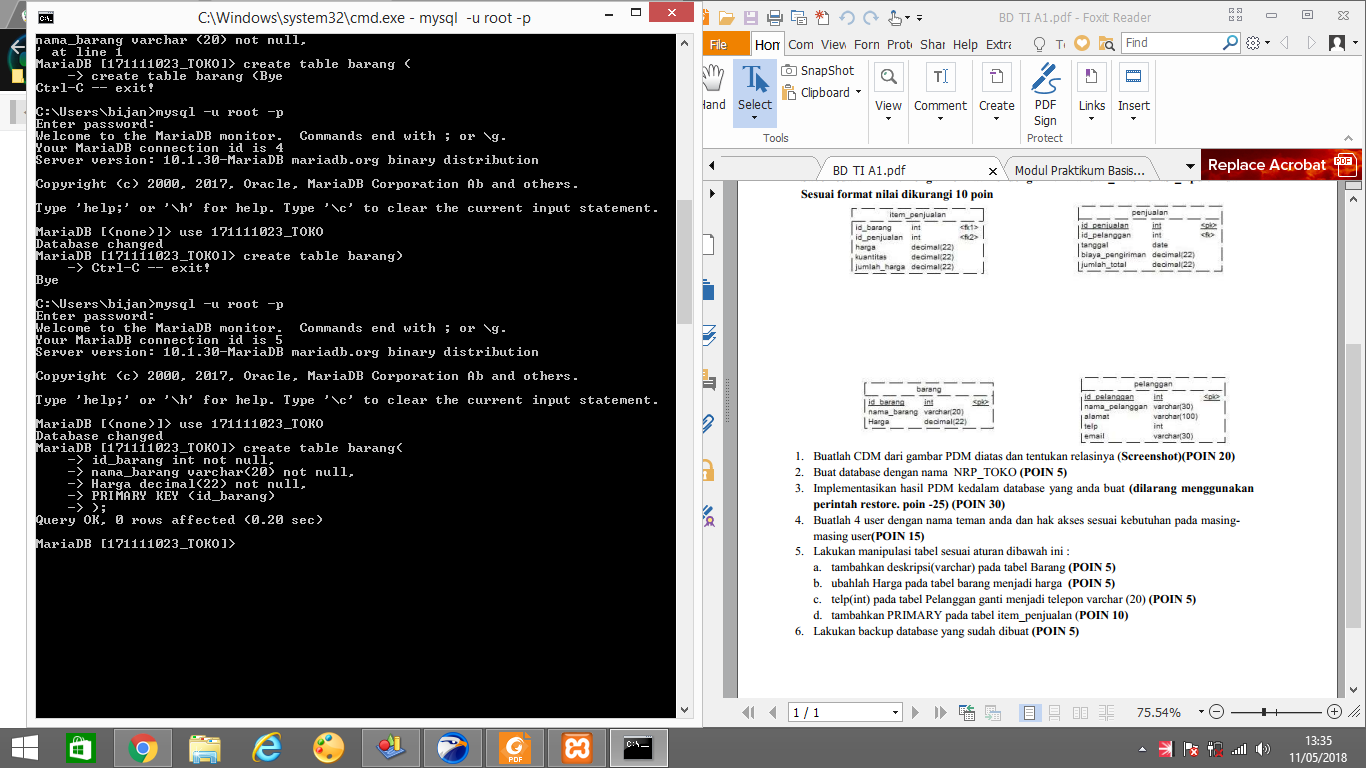 C:\Windows\system32\cmd.exe - mysql -u root -p
nama_barang varchar (20) not null,
' at line 1
MariaDB [171111023_TOKO]> create table barang (
-> create table barang (Bye
Ctrl-C -- exit!
C:\Users\bijan>mysql -u root -p
Enter password:
Welcome to the MariaDB monitor. Commands end with ; or \g.
Your MariaDB connection id is 4
Server version: 10.1.30-MariaDB mariadb.org binary distribution
Copyright (c) 2000, 2017, Oracle, MariaDB Corporation Ab and others.
Type 'help;' or '\h' for help. Type '\c' to clear the current input statement.
MariaDB [(none)]> use 171111023_TOKO
Database changed
MariaDB [171111023_TOKO]> create table barang)
-> Ctrl-C -- exit!
Bye
C:\Users\bijan>mysql -u root -p
Enter password:
Welcome to the MariaDB monitor. Commands end with ; or \g.
Your MariaDB connection id is 5
Server version: 10.1.30-MariaDB mariadb.org binary distribution
Copyright (c) 2000, 2017, Oracle, MariaDB Corporation Ab and others.
Type 'help;' or '\h' for help. Type '\c' to clear the current input statement.
MariaDB [(none)]> use 171111023_TOKO
Database changed
MariaDB [171111023_TOKO]> create table barang(
-> id_barang int not null,
-> nama_barang varchar(20) not null,
-> Harga decimal(22) not null,
-> PRIMARY KEY (id_barang)
-> );
Query OK, 0 rows affected (0.20 sec)
MariaDB [171111023_TOKO]>
BD TI A1.pdf - Foxit Reader
File Hom Com View Forn Prote Shar Help Extra Te Find
Hand Select SnapShot Clipboard View Comment Create PDF Sign Links Insert
Tools Protect
BD TI A1.pdf Modul Praktikum Basis... Replace Acrobat PDF
Sesuai format nilai dikurangi 10 poin
item_penjualan
id_barang int <fk1>
id_penjualan int <fk2>
harga decimal(22)
kuantitas decimal(22)
jumlah_harga decimal(22)
penjualan
id_penjualan int <pk>
id_pelanggan int <fk>
tanggal date
biaya_pengiriman decimal(22)
jumlah_total decimal(22)
barang
id_barang int <pk>
nama_barang varchar(20)
Harga decimal(22)
pelanggan
id_pelanggan int <pk>
nama_pelanggan varchar(30)
alamat varchar(100)
telp int
email varchar(30)
1. Buatlah CDM dari gambar PDM diatas dan tentukan relasinya (Screenshot)(POIN 20)
2. Buat database dengan nama NRP_TOKO (POIN 5)
3. Implementasikan hasil PDM kedalam database yang anda buat (dilarang menggunakan
perintah restore. poin -25) (POIN 30)
4. Buatlah 4 user dengan nama teman anda dan hak akses sesuai kebutuhan pada masing-
masing user(POIN 15)
5. Lakukan manipulasi tabel sesuai aturan dibawah ini :
a. tambahkan deskripsi(varchar) pada tabel Barang (POIN 5)
b. ubahlah Harga pada tabel barang menjadi harga (POIN 5)
c. telp(int) pada tabel Pelanggan ganti menjadi telepon varchar (20) (POIN 5)
d. tambahkan PRIMARY pada tabel item_penjualan (POIN 10)
6. Lakukan backup database yang sudah dibuat (POIN 5)
1 / 1 75.54%
13:35
11/05/2018